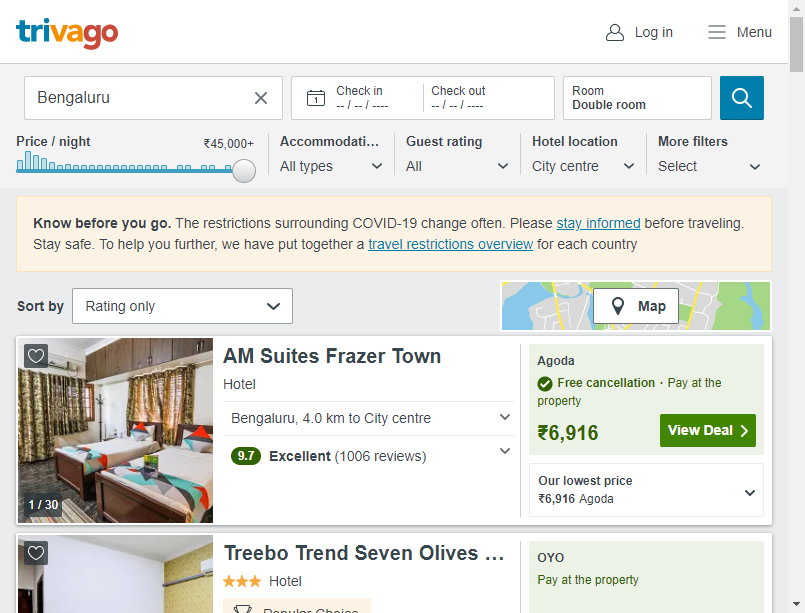 trivago
Log in
Menu
Bengaluru
1
Check in
-- / -- / ----
Check out
-- / -- / ----
Room
Double room
Price / night
₹45,000+
Accommodati...
All types
Guest rating
All
Hotel location
City centre
More filters
Select
Know before you go. The restrictions surrounding COVID-19 change often. Please stay informed before traveling.
Stay safe. To help you further, we have put together a travel restrictions overview for each country
Sort by
Rating only
Map
AM Suites Frazer Town
Hotel
Bengaluru, 4.0 km to City centre
9.7 Excellent (1006 reviews)
1 / 30
Agoda
Free cancellation · Pay at the
property
₹6,916
View Deal
Our lowest price
₹6,916 Agoda
Treebo Trend Seven Olives ...
Hotel
Popular Choice
OYO
Pay at the property